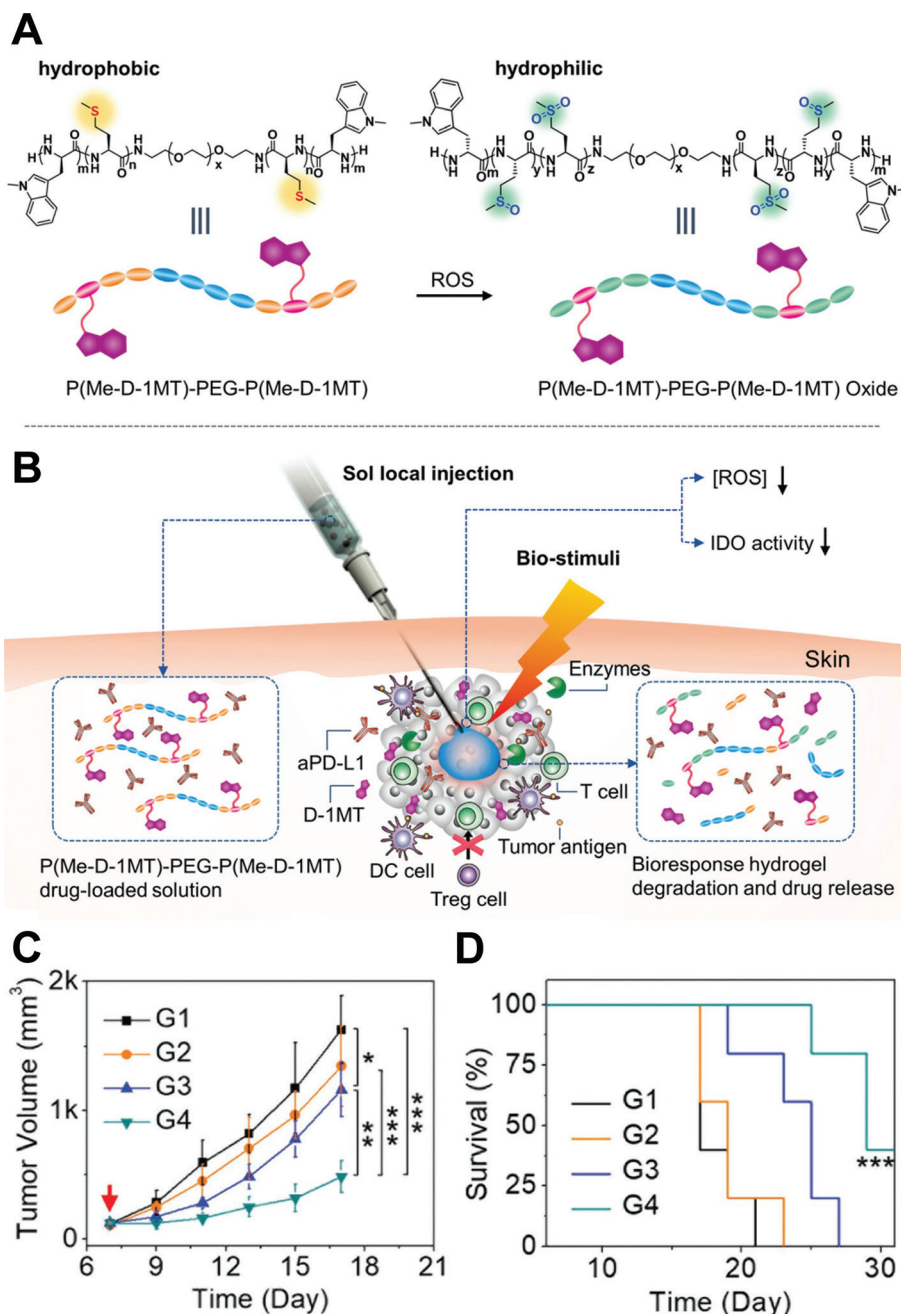 A
hydrophobic
hydrophilic
S
O
H
N
m
n
x
y
z
ROS
P(Me-D-1MT)-PEG-P(Me-D-1MT)
P(Me-D-1MT)-PEG-P(Me-D-1MT) Oxide
B
Sol local injection
[ROS] ↓
IDO activity ↓
Bio-stimuli
Skin
Enzymes
aPD-L1
D-1MT
T cell
DC cell
Tumor antigen
Treg cell
P(Me-D-1MT)-PEG-P(Me-D-1MT)
drug-loaded solution
Bioresponse hydrogel
degradation and drug release
C
Tumor Volume (mm³)
2k
1k
0
G1
G2
G3
G4
*
**
***
***
6 9 12 15 18 21
Time (Day)
D
Survival (%)
100
75
50
25
0
G1
G2
G3
G4
***
10 20 30
Time (Day)